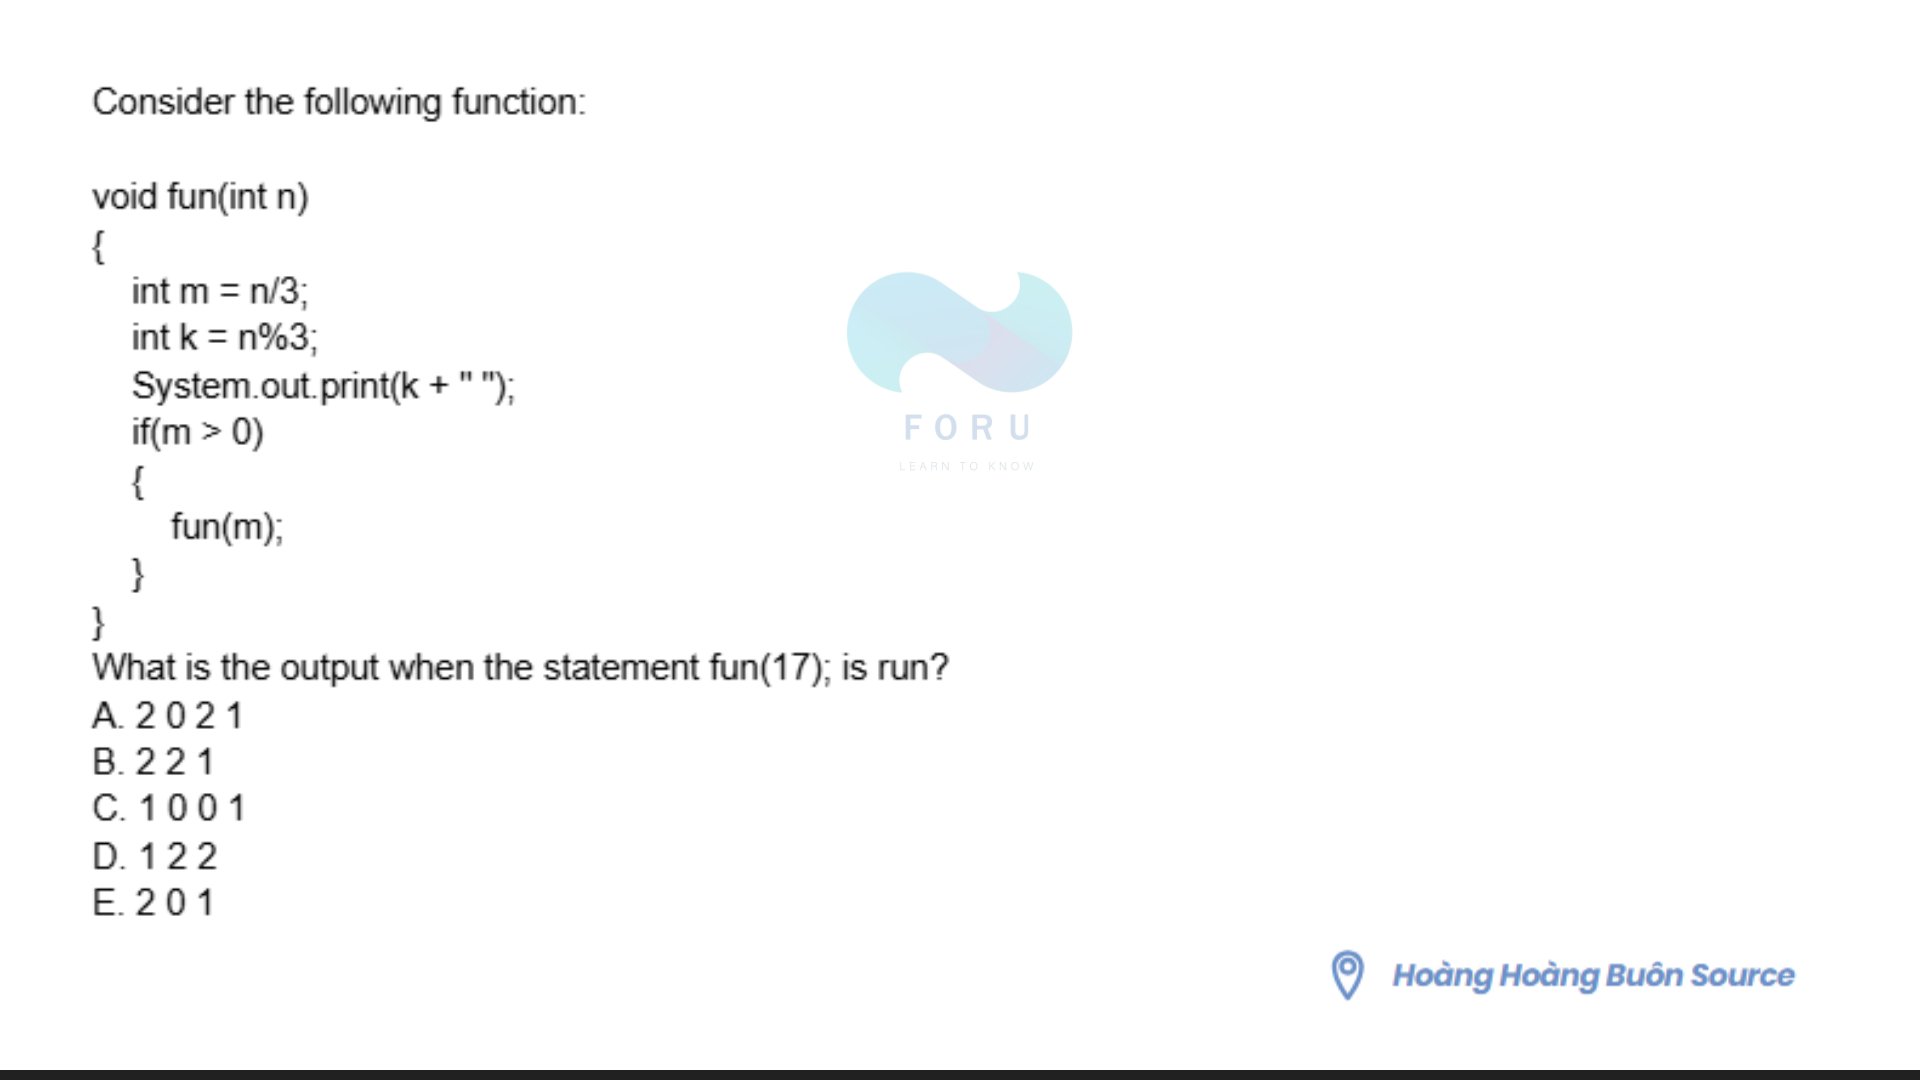 Consider the following function:
void fun(int n)
{
int m = n/3;
int k = n%3;
System.out.print(k + " ");
if(m > 0)
{
fun(m);
}
}
What is the output when the statement fun(17); is run?
A. 2 0 2 1
B. 2 2 1
C. 1 0 0 1
D. 1 2 2
E. 2 0 1
FORU
LEARN TO KNOW
Hoàng Hoàng Buôn Source